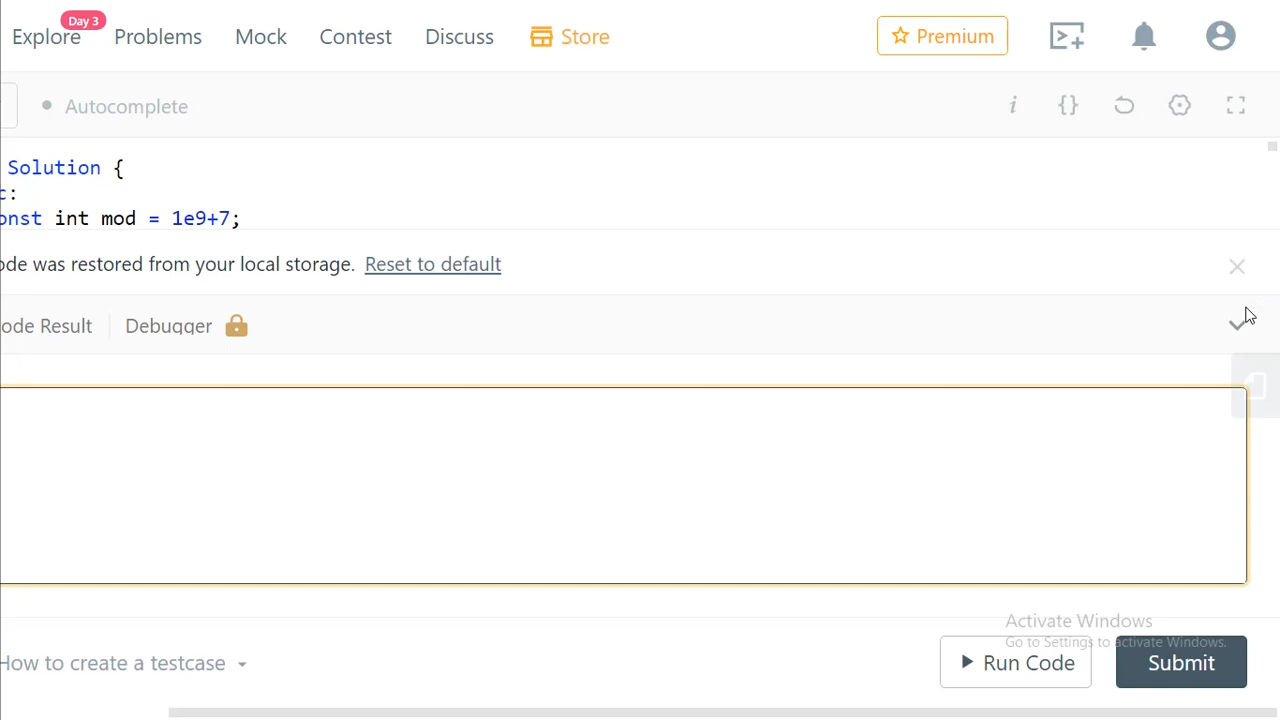 Day 3
Explore Problems Mock Contest Discuss Store Premium
Autocomplete i {}
Solution {
c:
onst int mod = 1e9+7;
ode was restored from your local storage. Reset to default
ode Result Debugger
Activate Windows
Go to Settings to activate Windows.
How to create a testcase Run Code Submit